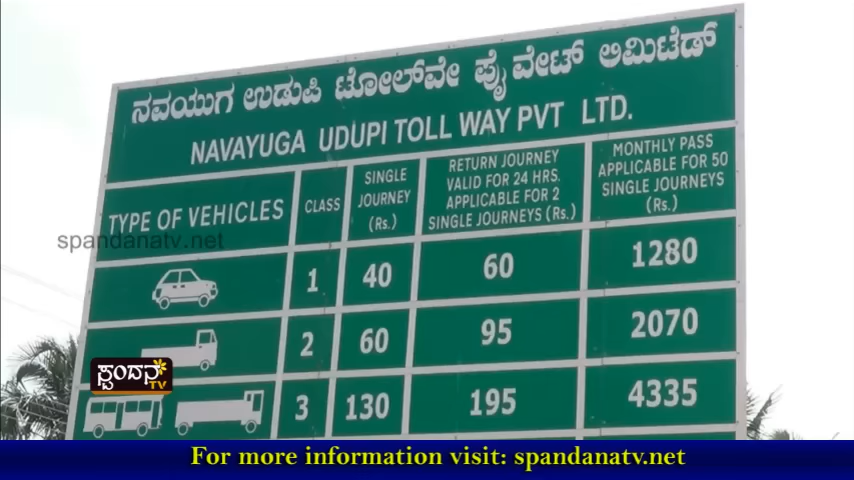 ನವಯುಗ ಉಡುಪಿ ಟೋಲ್‌ವೇ ಪ್ರೈವೇಟ್ ಲಿಮಿಟೆಡ್
NAVAYUGA UDUPI TOLL WAY PVT LTD.
TYPE OF VEHICLES
CLASS
SINGLE
JOURNEY
(Rs.)
RETURN JOURNEY
VALID FOR 24 HRS.
APPLICABLE FOR 2
SINGLE JOURNEYS (Rs.)
MONTHLY PASS
APPLICABLE FOR 50
SINGLE JOURNEYS
(Rs.)
spandanatv.net
1 40 60 1280
2 60 95 2070
3 130 195 4335
ಸ್ಪಂದನ
TV
For more information visit: spandanatv.net